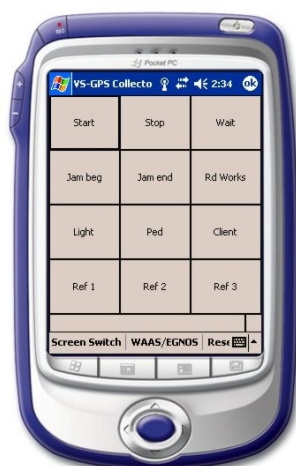 REC
Pocket PC
VS-GPS Collecto 2:34 ok
Start Stop Wait
Jam beg Jam end Rd Works
Light Ped Client
Ref 1 Ref 2 Ref 3
Screen Switch WAAS/EGNOS Rese